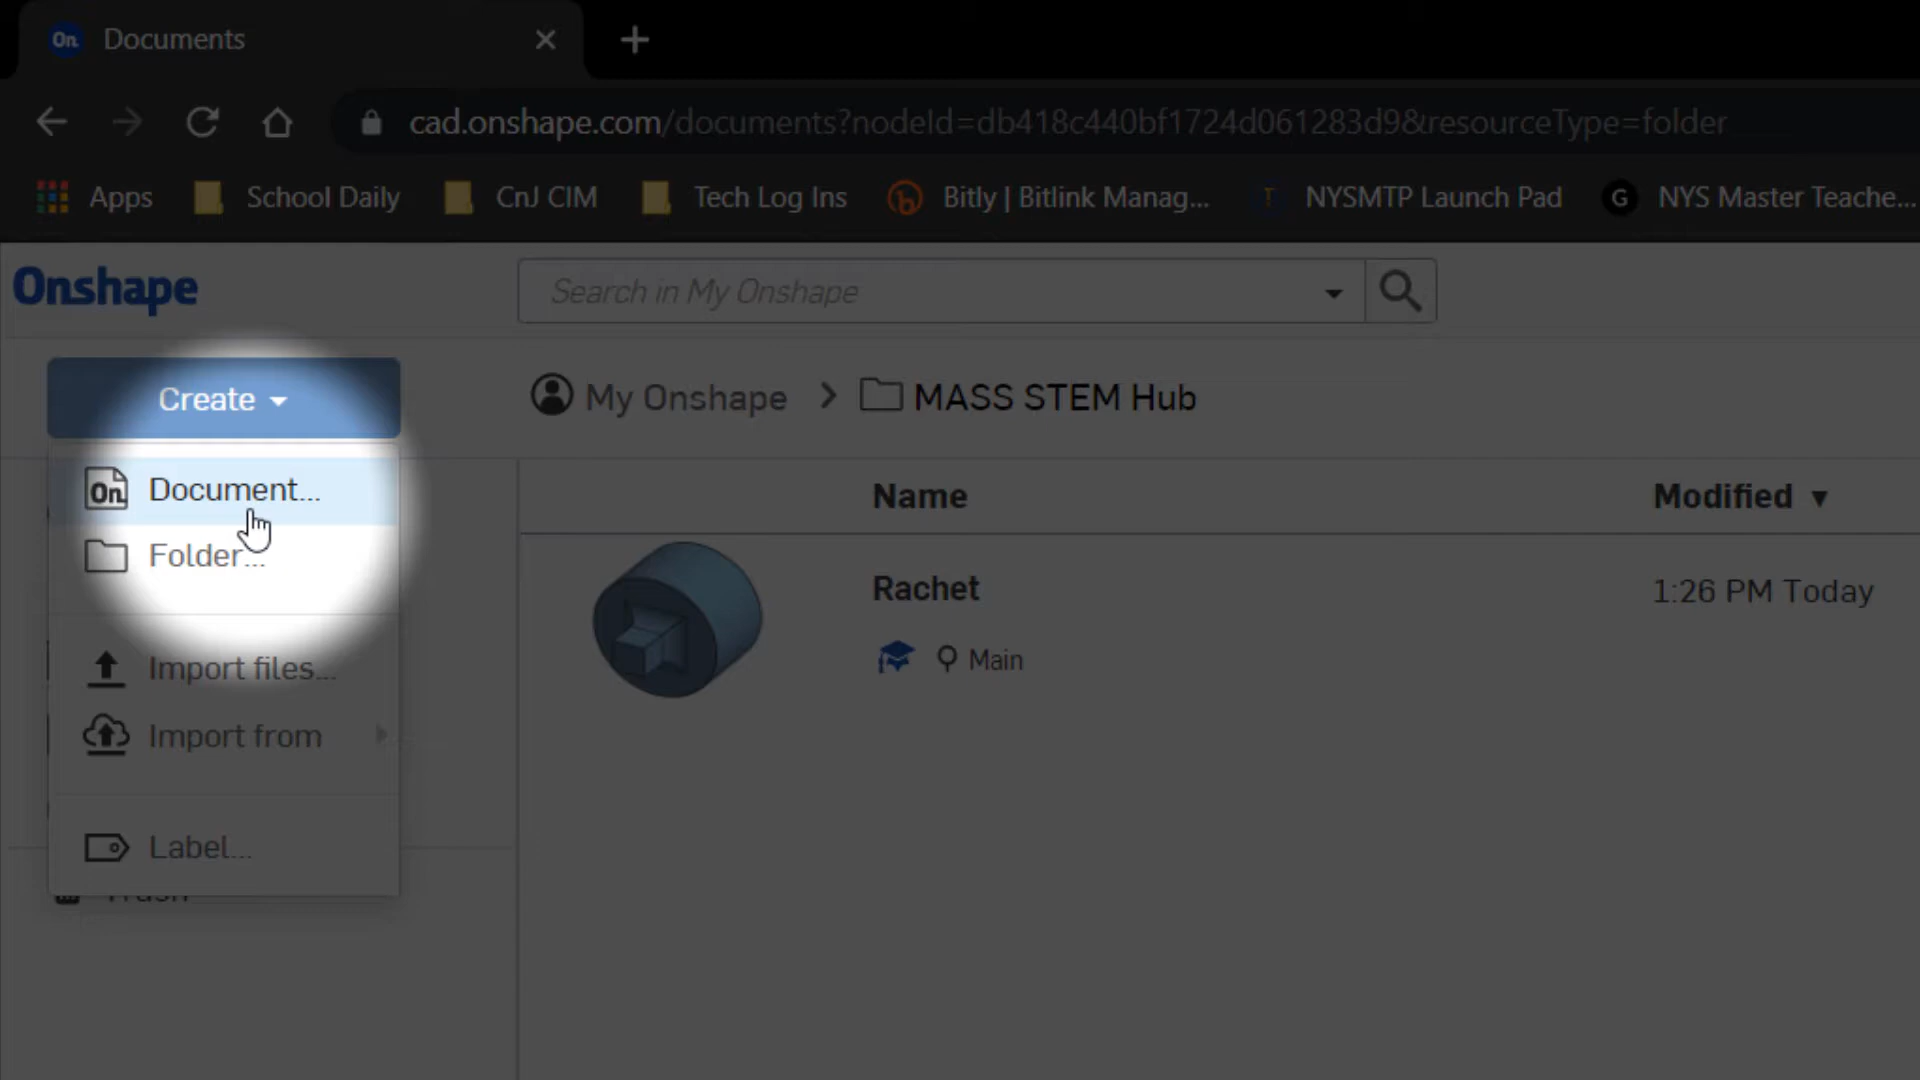 On. Documents
cad.onshape.com/documents?nodeId=db418c440bf1724d061283d9&resourceType=folder
Apps School Daily CnJ CIM Tech Log Ins Bitly | Bitlink Manag... T NYSMTP Launch Pad G NYS Master Teache...
Onshape Search in My Onshape
Create My Onshape > MASS STEM Hub
On Document...
Name Modified
Folder...
Rachet 1:26 PM Today
Main
Import files...
Import from
Label...
Trash